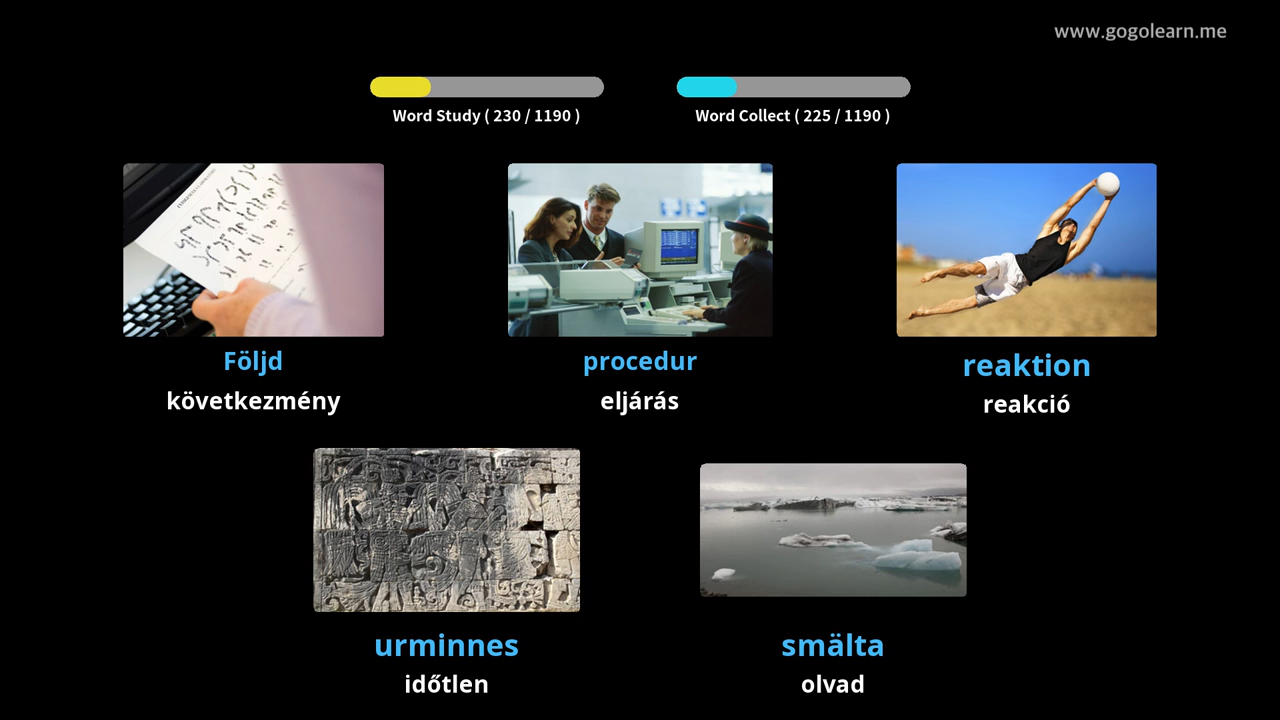 www.gogolearn.me
Word Study ( 230 / 1190 )
Word Collect ( 225 / 1190 )
Följd
procedur
reaktion
következmény
eljárás
reakció
urminnes
smälta
időtlen
olvad